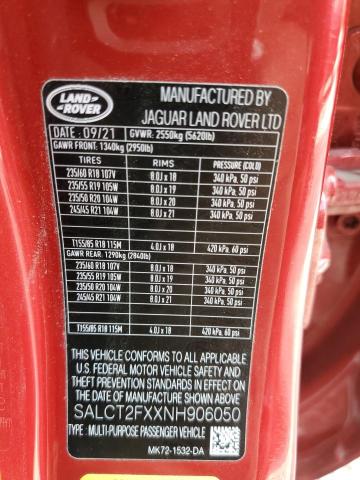 LAND ROVER
MANUFACTURED BY
JAGUAR LAND ROVER LTD
DATE : 09/21 GVWR: 2550kg (5620lb)
GAWR FRONT: 1340kg (2950lb)
TIRES RIMS PRESSURE (COLD)
235/60 R18 107V 8.0J x 18 340 kPa, 50 psi
235/55 R19 105W 8.0J x 19 340 kPa, 50 psi
235/50 R20 104W 8.0J x 20 340 kPa, 50 psi
245/45 R21 104W 8.0J x 21 340 kPa, 50 psi
T155/85 R18 115M 4.0J x 18 420 kPa, 60 psi
GAWR REAR: 1290kg (2840lb)
235/60 R18 107V 8.0J x 18 340 kPa, 50 psi
235/55 R19 105W 8.0J x 19 340 kPa, 50 psi
235/50 R20 104W 8.0J x 20 340 kPa, 50 psi
245/45 R21 104W 8.0J x 21 340 kPa, 50 psi
T155/85 R18 115M 4.0J x 18 420 kPa, 60 psi
THIS VEHICLE CONFORMS TO ALL APPLICABLE
U.S. FEDERAL MOTOR VEHICLE SAFETY STANDARDS
IN EFFECT ON THE DATE OF MANUFACTURE SHOWN
ABOVE.
SALCT2FXXNH906050
TYPE : MULTI-PURPOSE PASSENGER VEHICLE
MK72-1532-DA